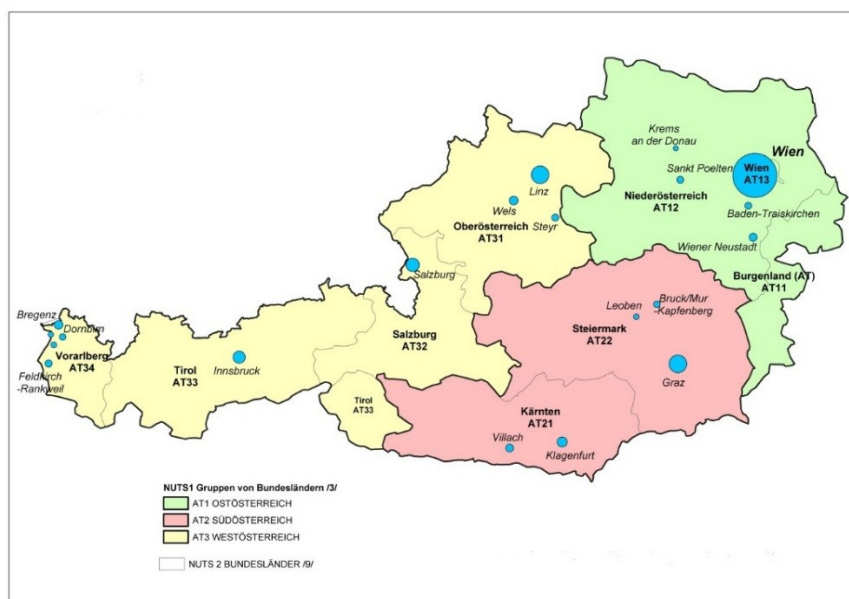 Krems
an der Donau
Wien
Wien
AT13
Sankt Poelten
Linz
Niederösterreich
AT12
Wels
Baden-Traiskirchen
Oberösterreich
AT31
Steyr
Wiener Neustadt
Salzburg
Burgenland (AT)
AT11
Bruck/Mur
-Kapfenberg
Leoben
Bregenz
Dornbirn
Steiermark
AT22
Salzburg
AT32
Vorarlberg
AT34
Tirol
AT33
Innsbruck
Feldkirch
-Rankweil
Graz
Tirol
AT33
Kärnten
AT21
Villach
Klagenfurt
NUTS1 Gruppen von Bundesländern /3/
AT1 OSTÖSTERREICH
AT2 SÜDÖSTERREICH
AT3 WESTÖSTERREICH
NUTS 2 BUNDESLÄNDER /9/